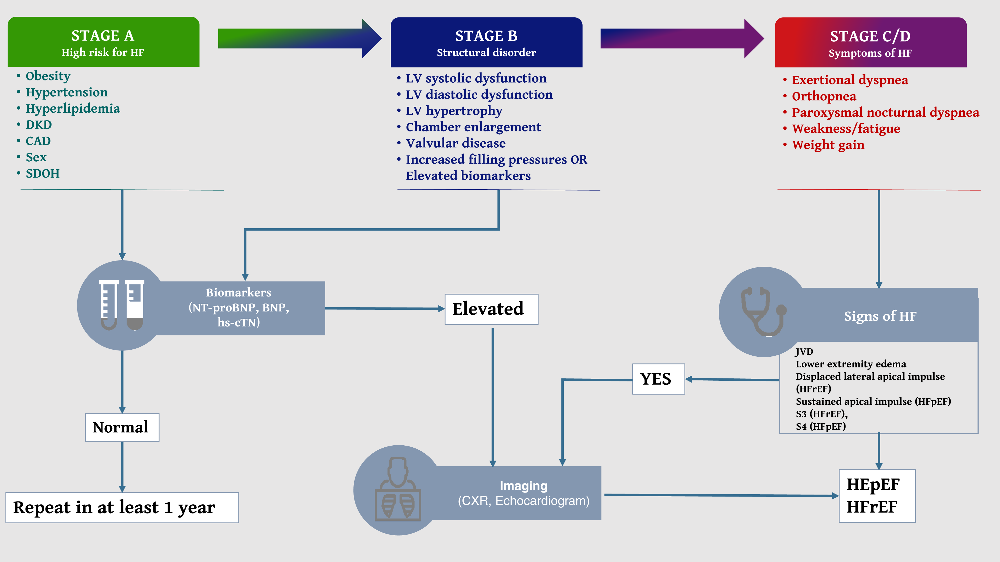 STAGE A
High risk for HF
• Obesity
• Hypertension
• Hyperlipidemia
• DKD
• CAD
• Sex
• SDOH
STAGE B
Structural disorder
• LV systolic dysfunction
• LV diastolic dysfunction
• LV hypertrophy
• Chamber enlargement
• Valvular disease
• Increased filling pressures OR
Elevated biomarkers
STAGE C/D
Symptoms of HF
• Exertional dyspnea
• Orthopnea
• Paroxysmal nocturnal dyspnea
• Weakness/fatigue
• Weight gain
Biomarkers
(NT-proBNP, BNP,
hs-cTN)
Elevated
Signs of HF
JVD
Lower extremity edema
Displaced lateral apical impulse
(HFrEF)
Sustained apical impulse (HFpEF)
S3 (HFrEF),
S4 (HFpEF)
YES
Normal
Repeat in at least 1 year
Imaging
(CXR, Echocardiogram)
HEpEF
HFrEF